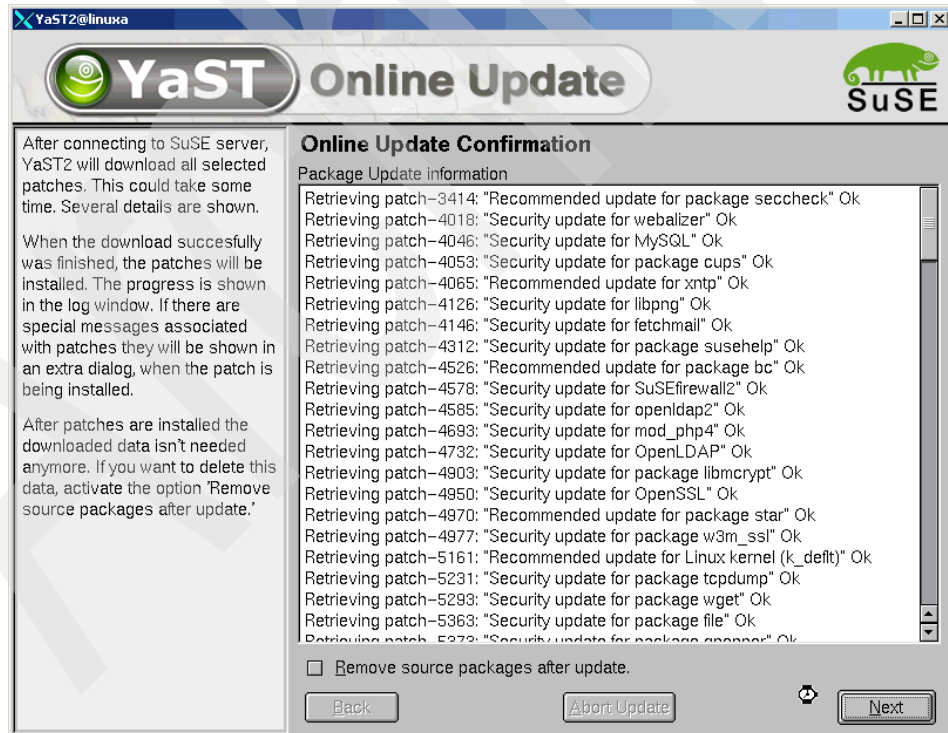 YaST2@linuxa
YaST Online Update
SuSE
After connecting to SuSE server,
YaST2 will download all selected
patches. This could take some
time. Several details are shown.
When the download succesfully
was finished, the patches will be
installed. The progress is shown
in the log window. If there are
special messages associated
with patches they will be shown in
an extra dialog, when the patch is
being installed.
After patches are installed the
downloaded data isn't needed
anymore. If you want to delete this
data, activate the option 'Remove
source packages after update.'
Online Update Confirmation
Package Update information
Retrieving patch-3414: "Recommended update for package seccheck" Ok
Retrieving patch-4018: "Security update for webalizer" Ok
Retrieving patch-4046: "Security update for MySQL" Ok
Retrieving patch-4053: "Security update for package cups" Ok
Retrieving patch-4065: "Recommended update for xntp" Ok
Retrieving patch-4126: "Security update for libpng" Ok
Retrieving patch-4146: "Security update for fetchmail" Ok
Retrieving patch-4312: "Security update for package susehelp" Ok
Retrieving patch-4526: "Recommended update for package bc" Ok
Retrieving patch-4578: "Security update for SuSEfirewall2" Ok
Retrieving patch-4585: "Security update for openldap2" Ok
Retrieving patch-4693: "Security update for mod_php4" Ok
Retrieving patch-4732: "Security update for OpenLDAP" Ok
Retrieving patch-4903: "Security update for package libmcrypt" Ok
Retrieving patch-4950: "Security update for OpenSSL" Ok
Retrieving patch-4970: "Recommended update for package star" Ok
Retrieving patch-4977: "Security update for package w3m_ssl" Ok
Retrieving patch-5161: "Recommended update for Linux kernel (k_deflt)" Ok
Retrieving patch-5231: "Security update for package tcpdump" Ok
Retrieving patch-5293: "Security update for package wget" Ok
Retrieving patch-5363: "Security update for package file" Ok
Retrieving patch-5373: "Security update for package Ok
Remove source packages after update.
Back
Abort Update
Next